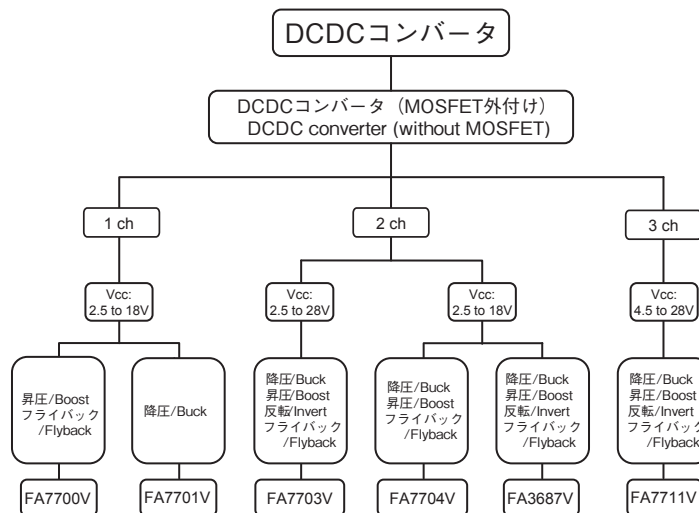 DCDCコンバータ
DCDCコンバータ（MOSFET外付け）
DCDC converter (without MOSFET)
1 ch
2 ch
3 ch
Vcc:
2.5 to 18V
Vcc:
2.5 to 28V
Vcc:
2.5 to 18V
Vcc:
4.5 to 28V
昇圧/Boost
フライバック
/Flyback
降圧/Buck
降圧/Buck
昇圧/Boost
反転/Invert
フライバック
/Flyback
降圧/Buck
昇圧/Boost
フライバック
/Flyback
降圧/Buck
昇圧/Boost
反転/Invert
フライバック
/Flyback
降圧/Buck
昇圧/Boost
反転/Invert
フライバック
/Flyback
FA7700V
FA7701V
FA7703V
FA7704V
FA3687V
FA7711V